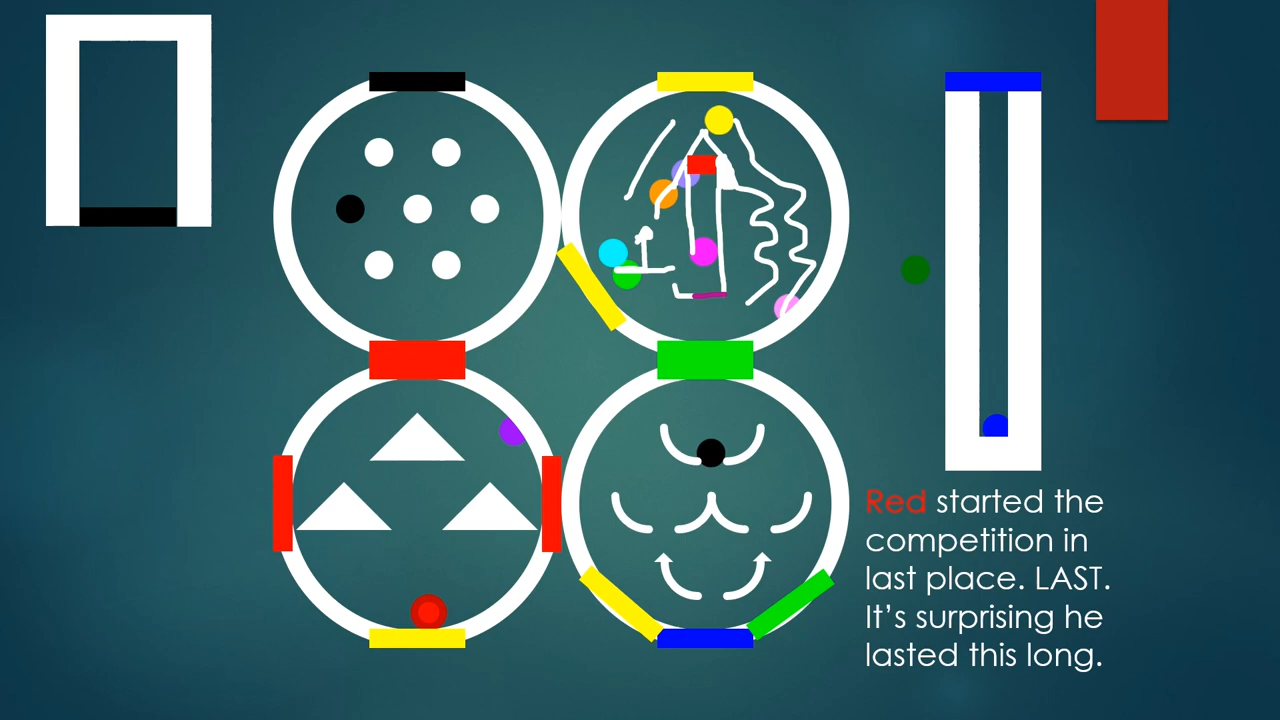 Red started the
competition in
last place. LAST.
It’s surprising he
lasted this long.